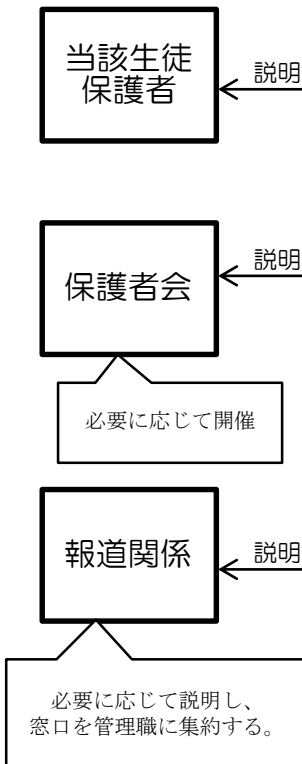 当該生徒
保護者
説明
保護者会
説明
必要に応じて開催
報道関係
説明
必要に応じて説明し、
窓口を管理職に集約する。